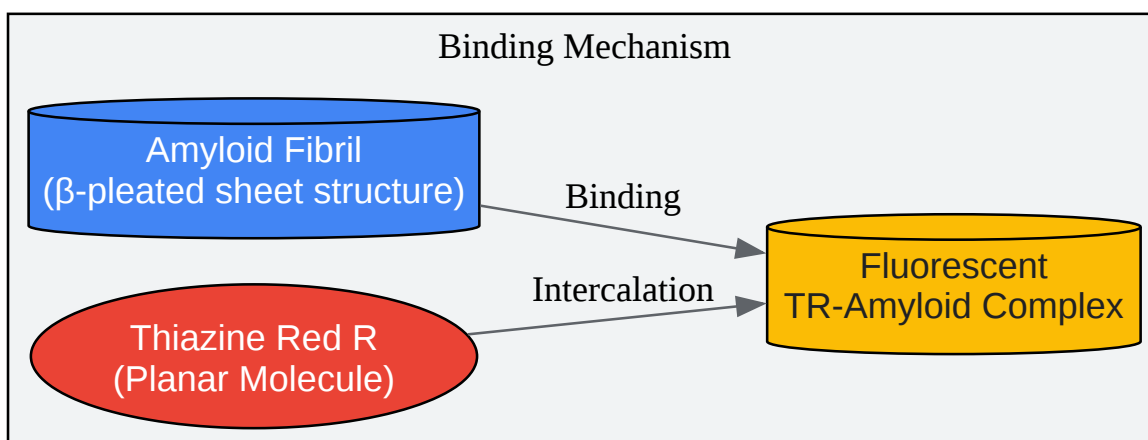 Binding Mechanism
Amyloid Fibril
(β-pleated sheet structure)
Binding
Fluorescent
TR-Amyloid Complex
Intercalation
Thiazine Red R
(Planar Molecule)